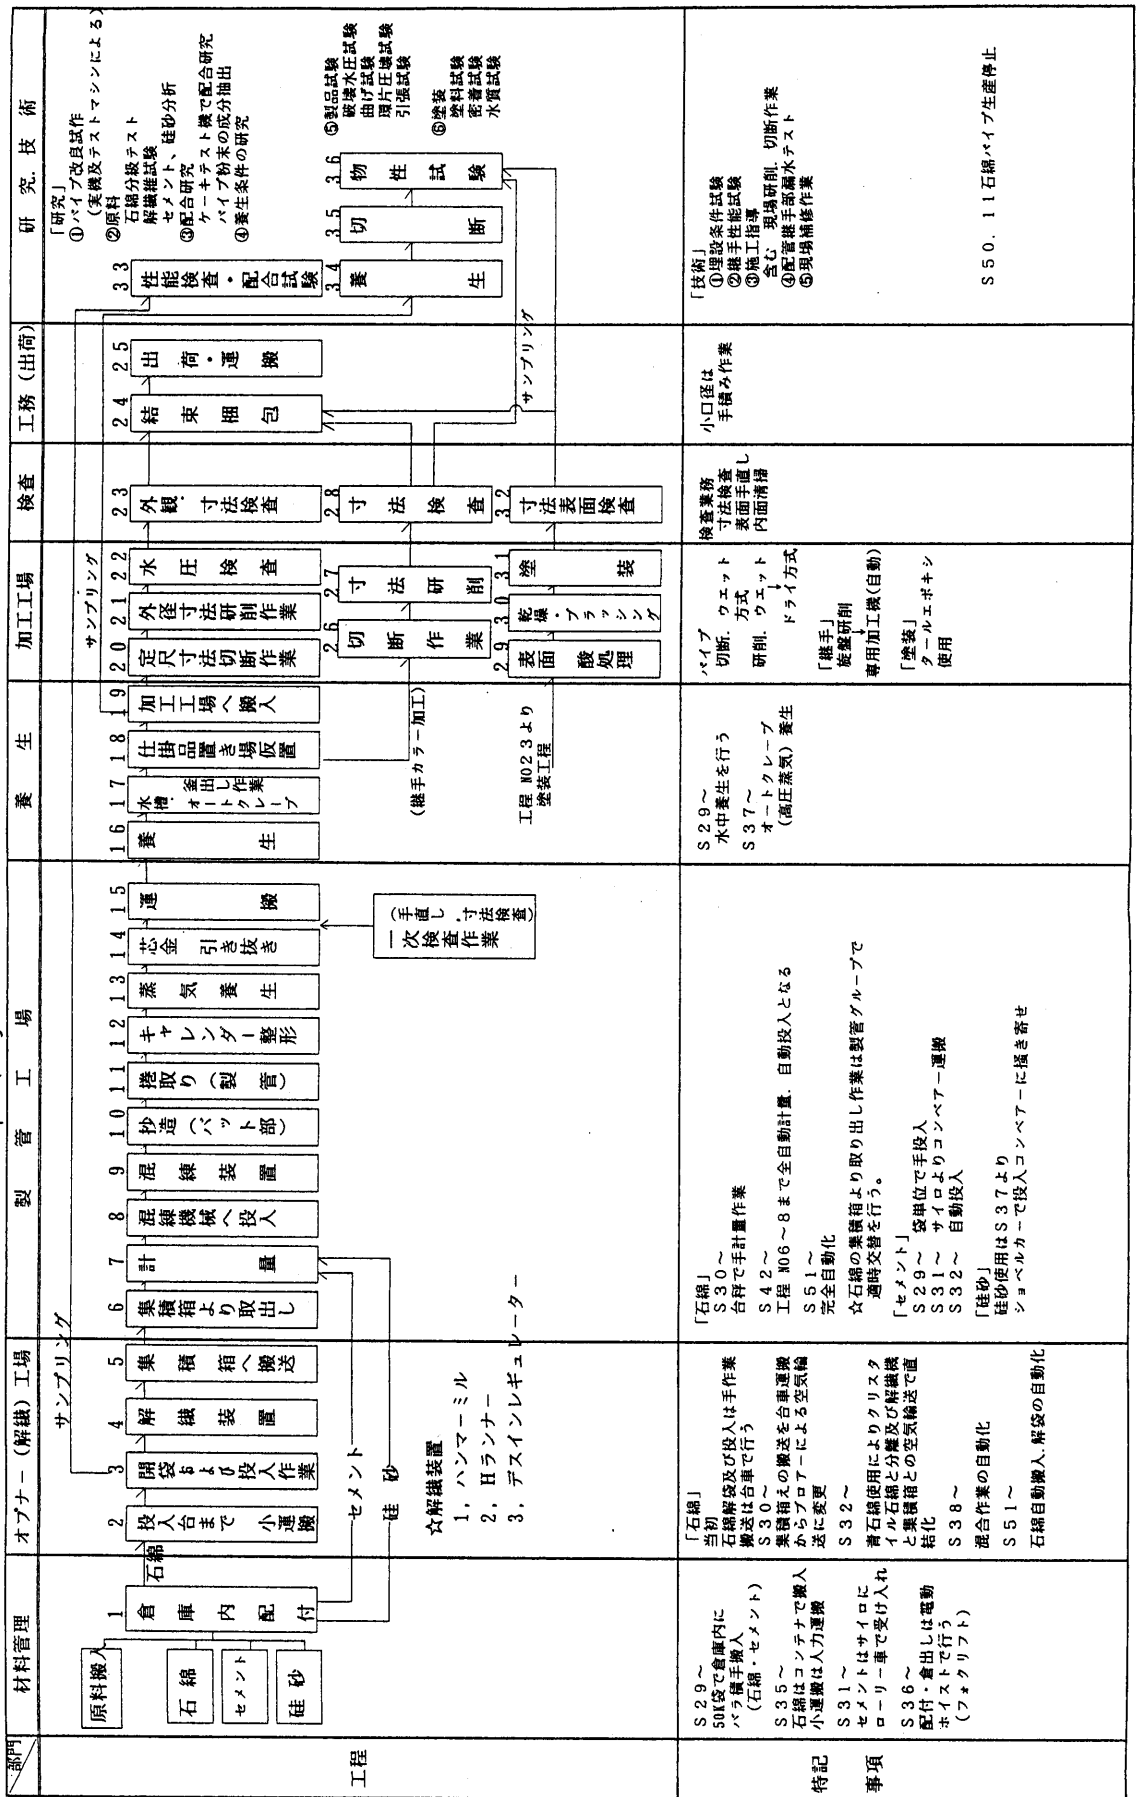 部門
材料管理
オプナー(解繊)工場
製管工場
養生
加工工場
検査
工務(出荷)
研究.技術
工程
原料搬入
石綿
セメント
硅砂
1 倉庫内配付
石綿
セメント
硅砂
サンプリング
2 投入台まで小運搬
3 開袋および投入作業
4 解繊装置
5 集積箱へ搬送
☆解繊装置
1,ハンマーミル
2,Hランナー
3,デスインレギュレーター
6 集積箱より取出し
7 計量
8 混練機械へ投入
9 混練装置
10 抄造(バット部)
11 捲取り(製管)
12 キャレンダー整形
13 蒸気養生
14 芯金引き抜き
15 運搬
一次検査作業
(手直し.寸法検査)
16 養生
17 水槽.オートクレーブ
釜出し作業
18 仕掛品置き場仮置
19 加工工場へ搬入
(継手カラー加工)
工程 NO23より
塗装工程
サンプリング
20 定尺寸法切断作業
21 外径寸法研削作業
22 水圧検査
26 切断作業
27 寸法研削
29 表面酸処理
30 乾燥・ブラッシング
31 塗装
23 外観.寸法検査
28 寸法検査
32 寸法表面検査
24 結束梱包
25 出荷・運搬
サンプリング
33 性能検査・配合試験
34 養生
35 切断
36 物性試験
「研究」
①パイプ改良試作
(実機及テストマシンによる)
②原料
石綿分級テスト
解繊維試験
セメント、硅砂分析
③配合研究
ケーキテスト機で配合研究
パイプ粉末の成分抽出
④養生条件の研究
⑤製品試験
破壊水圧試験
曲げ試験
環片圧壊試験
引張試験
⑥塗装
塗料試験
密着試験
水質試験
特記
事項
S29~
50K袋で倉庫内に
バラ積手搬入
(石綿・セメント)
S35~
石綿はコンテナで搬入
小運搬は人力運搬
S31~
セメントはサイロに
ローリー車で受け入れ
S36~
配付・倉出しは電動
ホイストで行う
(フォクリフト)
「石綿」
当初
石綿解袋及び投入は手作業
搬送は台車で行う
S30~
集積箱えの搬送を台車運搬
からブロアーによる空気輸
送に変更
S32~
青石綿使用によりクリスタ
イル石綿と分離及び解繊機
と集積箱との空気輸送で直
結化
S38~
混合作業の自動化
S51~
石綿自動搬入.解袋の自動化
「石綿」
S30~
台秤で手計量作業
S42~
工程 NO6~8まで全自動計量.自動投入となる
S51~
完全自動化
☆石綿の集積箱より取り出し作業は製管グループで
適時交替を行う。
「セメント」
S29~ 袋単位で手投入
S31~ サイロよりコンベアー運搬
S32~ 自動投入
「硅砂」
硅砂使用はS37より
ショベルカーで投入コンベアーに掻き寄せ
S29~
水中養生を行う
S37~
オートクレーブ
(高圧蒸気)養生
パイプ
切断.ウェット
方式
研削.ウェット
↓
ドライ方式
「継手」
旋盤研削
↓
専用加工機(自動)
「塗装」
タールエポキシ
使用
検査業務
寸法検査
表面手直し
内面清掃
小口径は
手積み作業
「技術」
①埋設条件試験
②継手性能試験
③施工指導
含む 現場研削.切断作業
④配管継手部漏水テスト
⑤現場補修作業
S50.11石綿パイプ生産停止